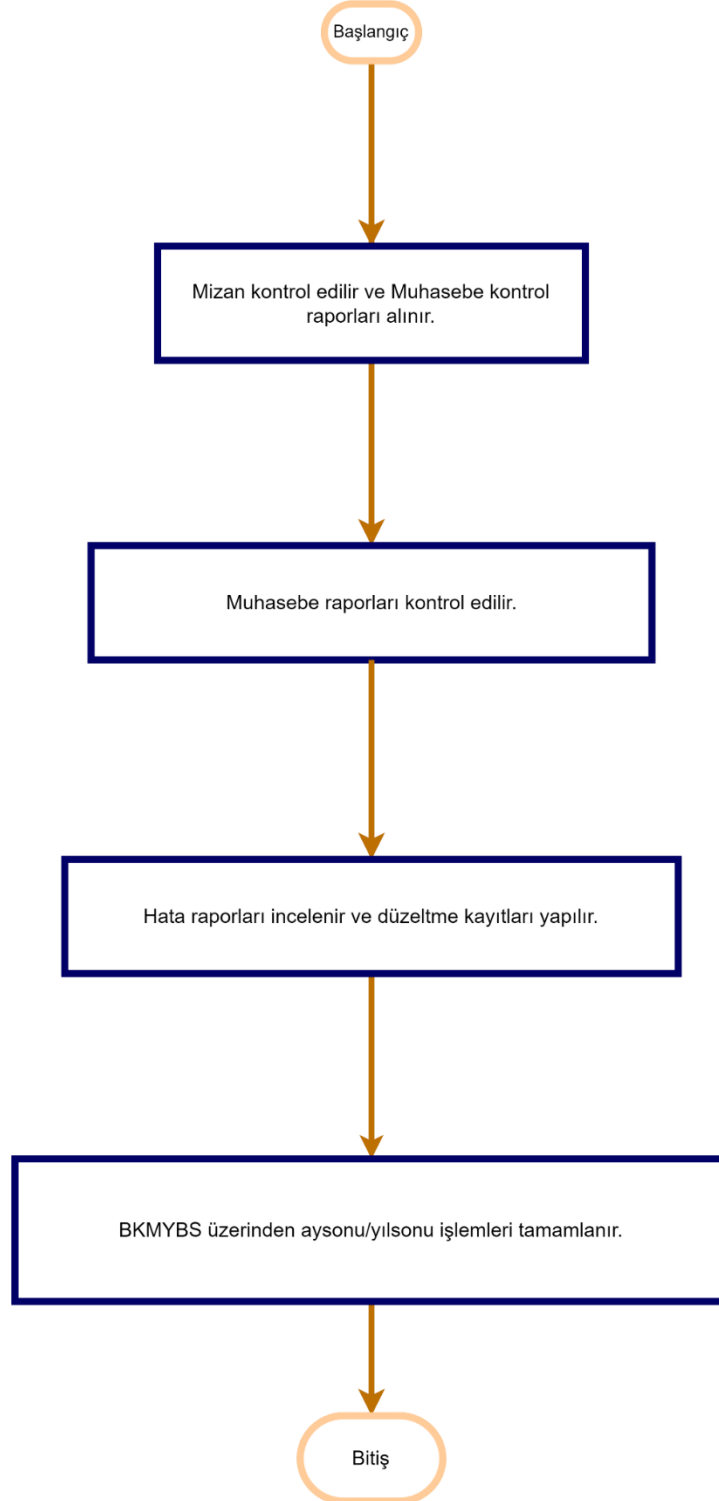 Başlangıç
Mizan kontrol edilir ve Muhasebe kontrol
raporları alınır.
Muhasebe raporları kontrol edilir.
Hata raporları incelenir ve düzeltme kayıtları yapılır.
BKMYBS üzerinden aysonu/yılsonu işlemleri tamamlanır.
Bitiş